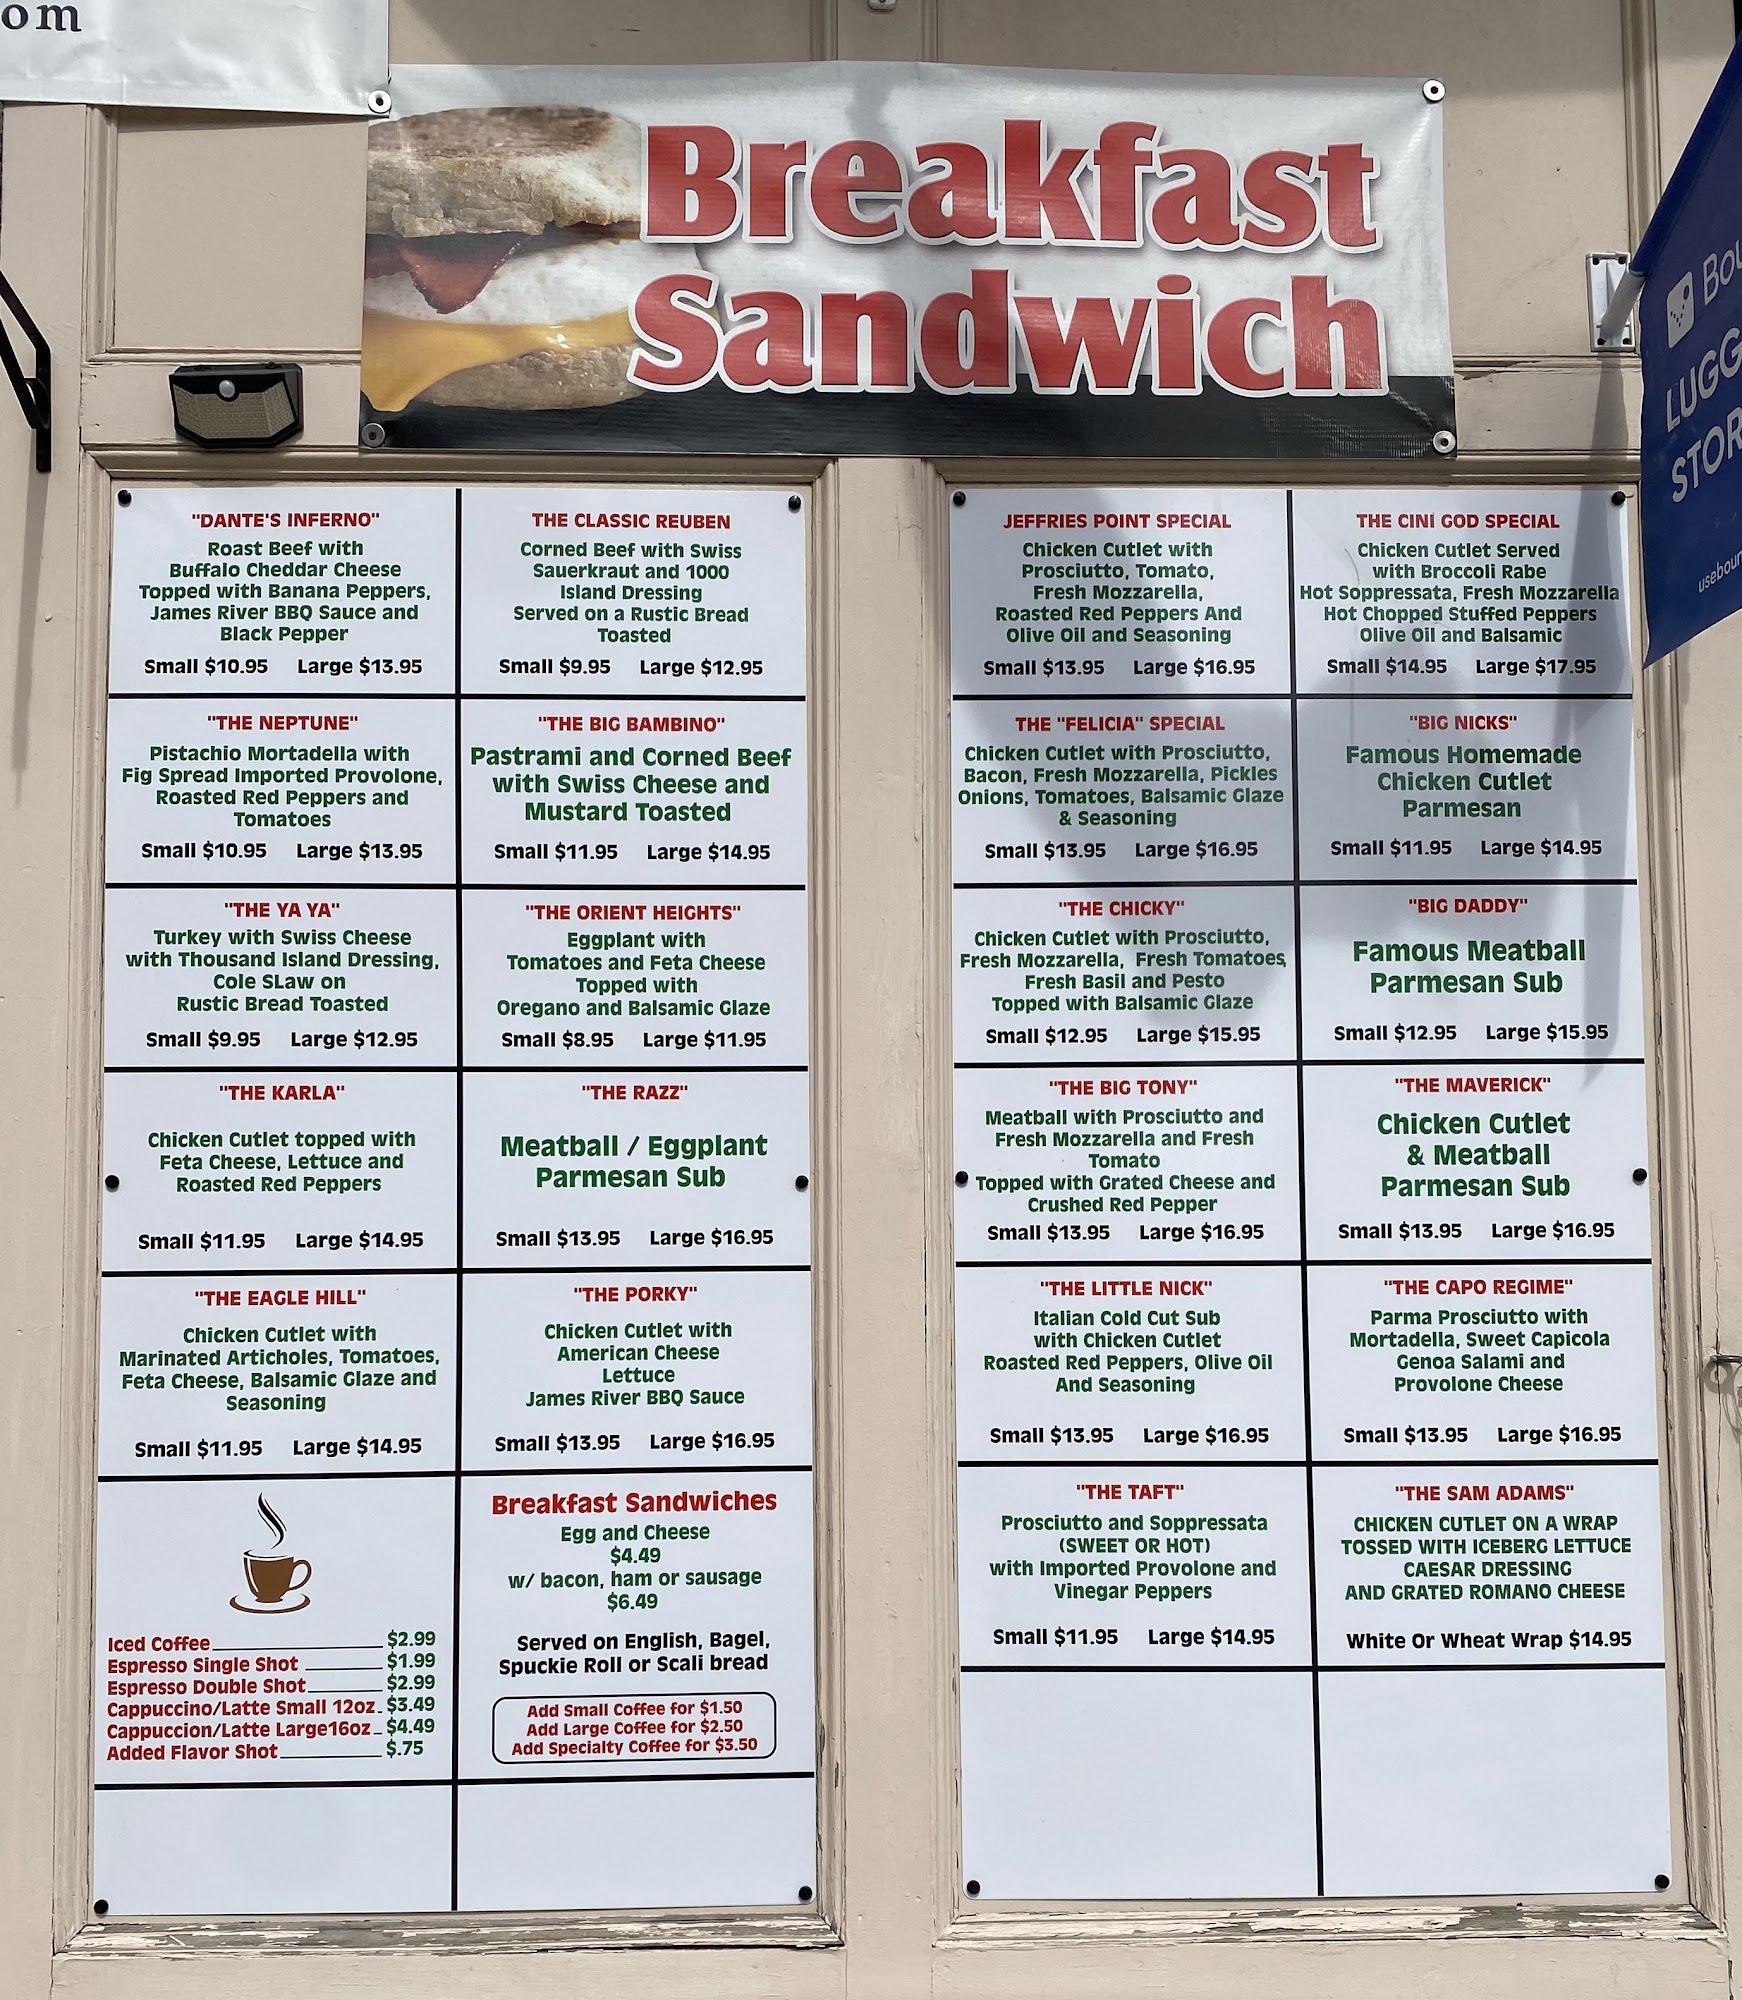 om
Breakfast
Sandwich
"DANTE'S INFERNO"
Roast Beef with
Buffalo Cheddar Cheese
Topped with Banana Peppers,
James River BBQ Sauce and
Black Pepper
Small $10.95 Large $13.95
THE CLASSIC REUBEN
Corned Beef with Swiss
Sauerkraut and 1000
Island Dressing
Served on a Rustic Bread
Toasted
Small $9.95 Large $12.95
"THE NEPTUNE"
Pistachio Mortadella with
Fig Spread Imported Provolone,
Roasted Red Peppers and
Tomatoes
Small $10.95 Large $13.95
"THE BIG BAMBINO"
Pastrami and Corned Beef
with Swiss Cheese and
Mustard Toasted
Small $11.95 Large $14.95
"THE YA YA"
Turkey with Swiss Cheese
with Thousand Island Dressing,
Cole SLaw on
Rustic Bread Toasted
Small $9.95 Large $12.95
"THE ORIENT HEIGHTS"
Eggplant with
Tomatoes and Feta Cheese
Topped with
Oregano and Balsamic Glaze
Small $8.95 Large $11.95
"THE KARLA"
Chicken Cutlet topped with
Feta Cheese, Lettuce and
Roasted Red Peppers
Small $11.95 Large $14.95
"THE RAZZ"
Meatball / Eggplant
Parmesan Sub
Small $13.95 Large $16.95
"THE EAGLE HILL"
Chicken Cutlet with
Marinated Articholes, Tomatoes,
Feta Cheese, Balsamic Glaze and
Seasoning
Small $11.95 Large $14.95
"THE PORKY"
Chicken Cutlet with
American Cheese
Lettuce
James River BBQ Sauce
Small $13.95 Large $16.95
Iced Coffee $2.99
Espresso Single Shot $1.99
Espresso Double Shot $2.99
Cappuccino/Latte Small 12oz $3.49
Cappuccion/Latte Large16oz $4.49
Added Flavor Shot $.75
Breakfast Sandwiches
Egg and Cheese
$4.49
w/ bacon, ham or sausage
$6.49
Served on English, Bagel,
Spuckie Roll or Scali bread
Add Small Coffee for $1.50
Add Large Coffee for $2.50
Add Specialty Coffee for $3.50
JEFFRIES POINT SPECIAL
Chicken Cutlet with
Prosciutto, Tomato,
Fresh Mozzarella,
Roasted Red Peppers And
Olive Oil and Seasoning
Small $13.95 Large $16.95
THE CINI GOD SPECIAL
Chicken Cutlet Served
with Broccoli Rabe
Hot Soppressata, Fresh Mozzarella
Hot Chopped Stuffed Peppers
Olive Oil and Balsamic
Small $14.95 Large $17.95
THE "FELICIA" SPECIAL
Chicken Cutlet with Prosciutto,
Bacon, Fresh Mozzarella, Pickles
Onions, Tomatoes, Balsamic Glaze
& Seasoning
Small $13.95 Large $16.95
"BIG NICKS"
Famous Homemade
Chicken Cutlet
Parmesan
Small $11.95 Large $14.95
"THE CHICKY"
Chicken Cutlet with Prosciutto,
Fresh Mozzarella, Fresh Tomatoes,
Fresh Basil and Pesto
Topped with Balsamic Glaze
Small $12.95 Large $15.95
"BIG DADDY"
Famous Meatball
Parmesan Sub
Small $12.95 Large $15.95
"THE BIG TONY"
Meatball with Prosciutto and
Fresh Mozzarella and Fresh
Tomato
Topped with Grated Cheese and
Crushed Red Pepper
Small $13.95 Large $16.95
"THE MAVERICK"
Chicken Cutlet
& Meatball
Parmesan Sub
Small $13.95 Large $16.95
"THE LITTLE NICK"
Italian Cold Cut Sub
with Chicken Cutlet
Roasted Red Peppers, Olive Oil
And Seasoning
Small $13.95 Large $16.95
"THE CAPO REGIME"
Parma Prosciutto with
Mortadella, Sweet Capicola
Genoa Salami and
Provolone Cheese
Small $13.95 Large $16.95
"THE TAFT"
Prosciutto and Soppressata
(SWEET OR HOT)
with Imported Provolone and
Vinegar Peppers
Small $11.95 Large $14.95
"THE SAM ADAMS"
CHICKEN CUTLET ON A WRAP
TOSSED WITH ICEBERG LETTUCE
CAESAR DRESSING
AND GRATED ROMANO CHEESE
White Or Wheat Wrap $14.95
Bou
LUGG
STOR
usebour